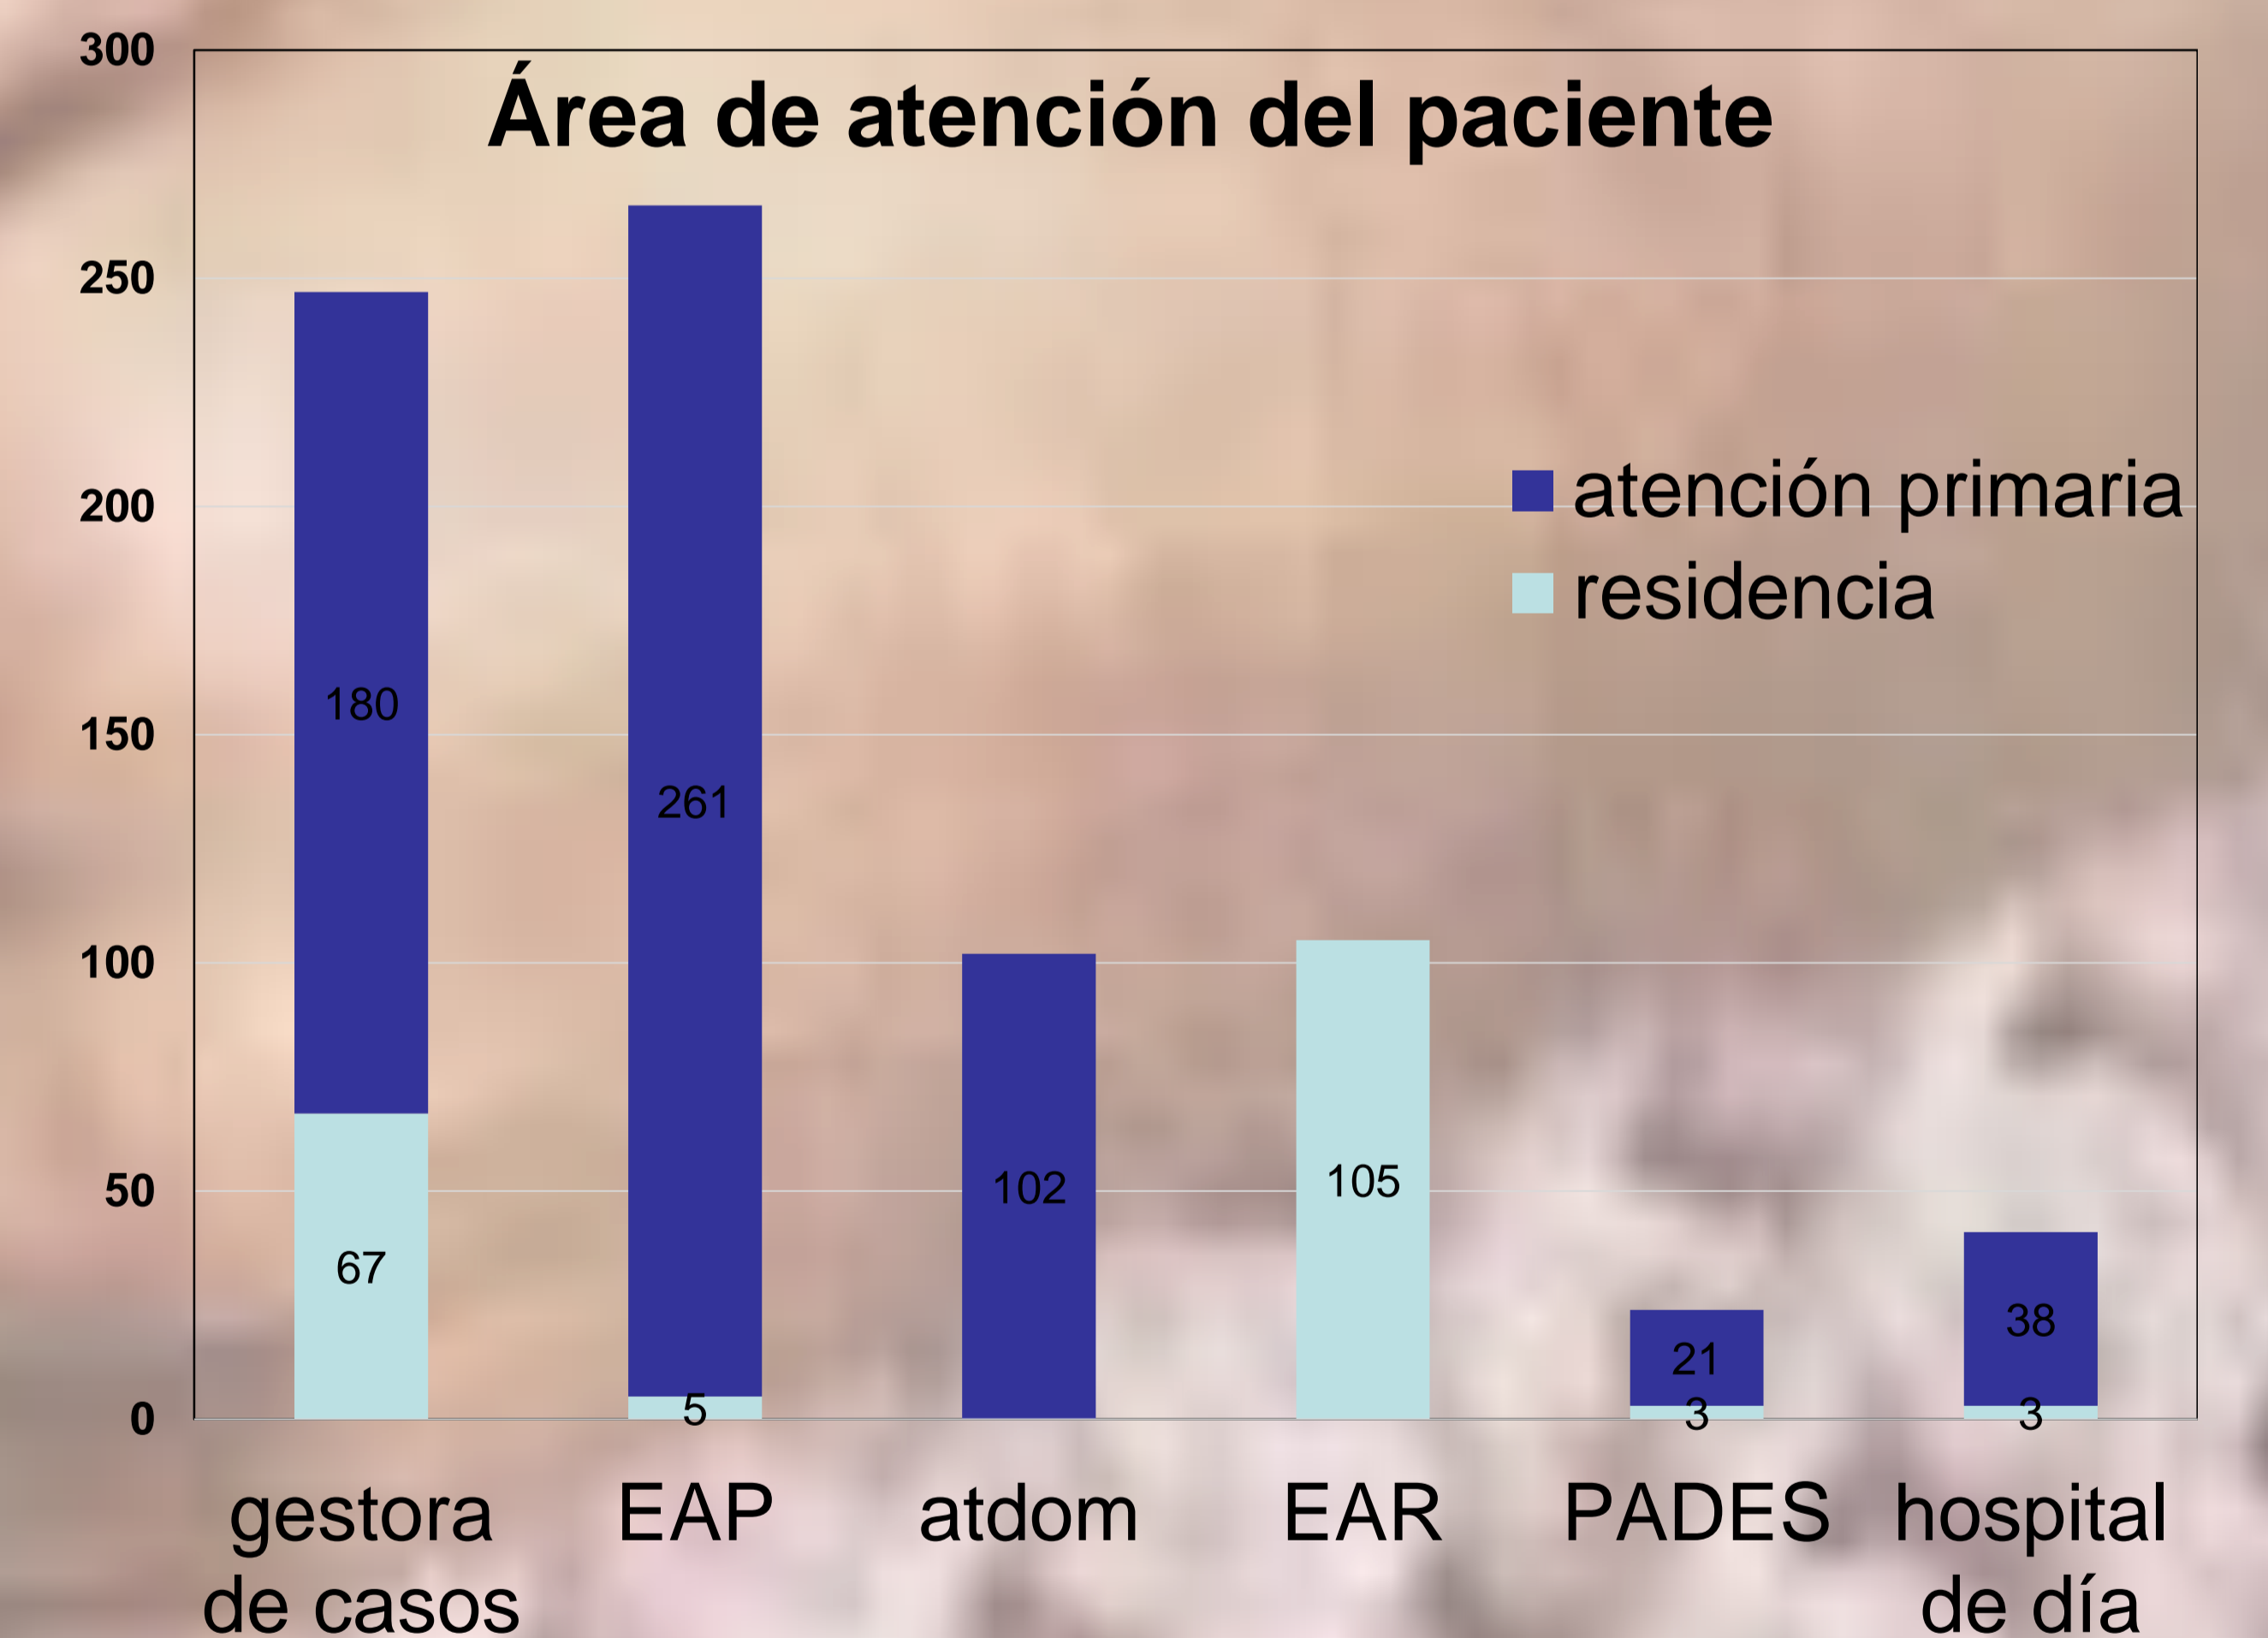 Área de atención del paciente
300
250
200
150
100
50
0
atención primaria
residencia
180
67
261
5
102
105
21
3
38
3
gestora
de casos
EAP
atdom
EAR
PADES
hospital
de día